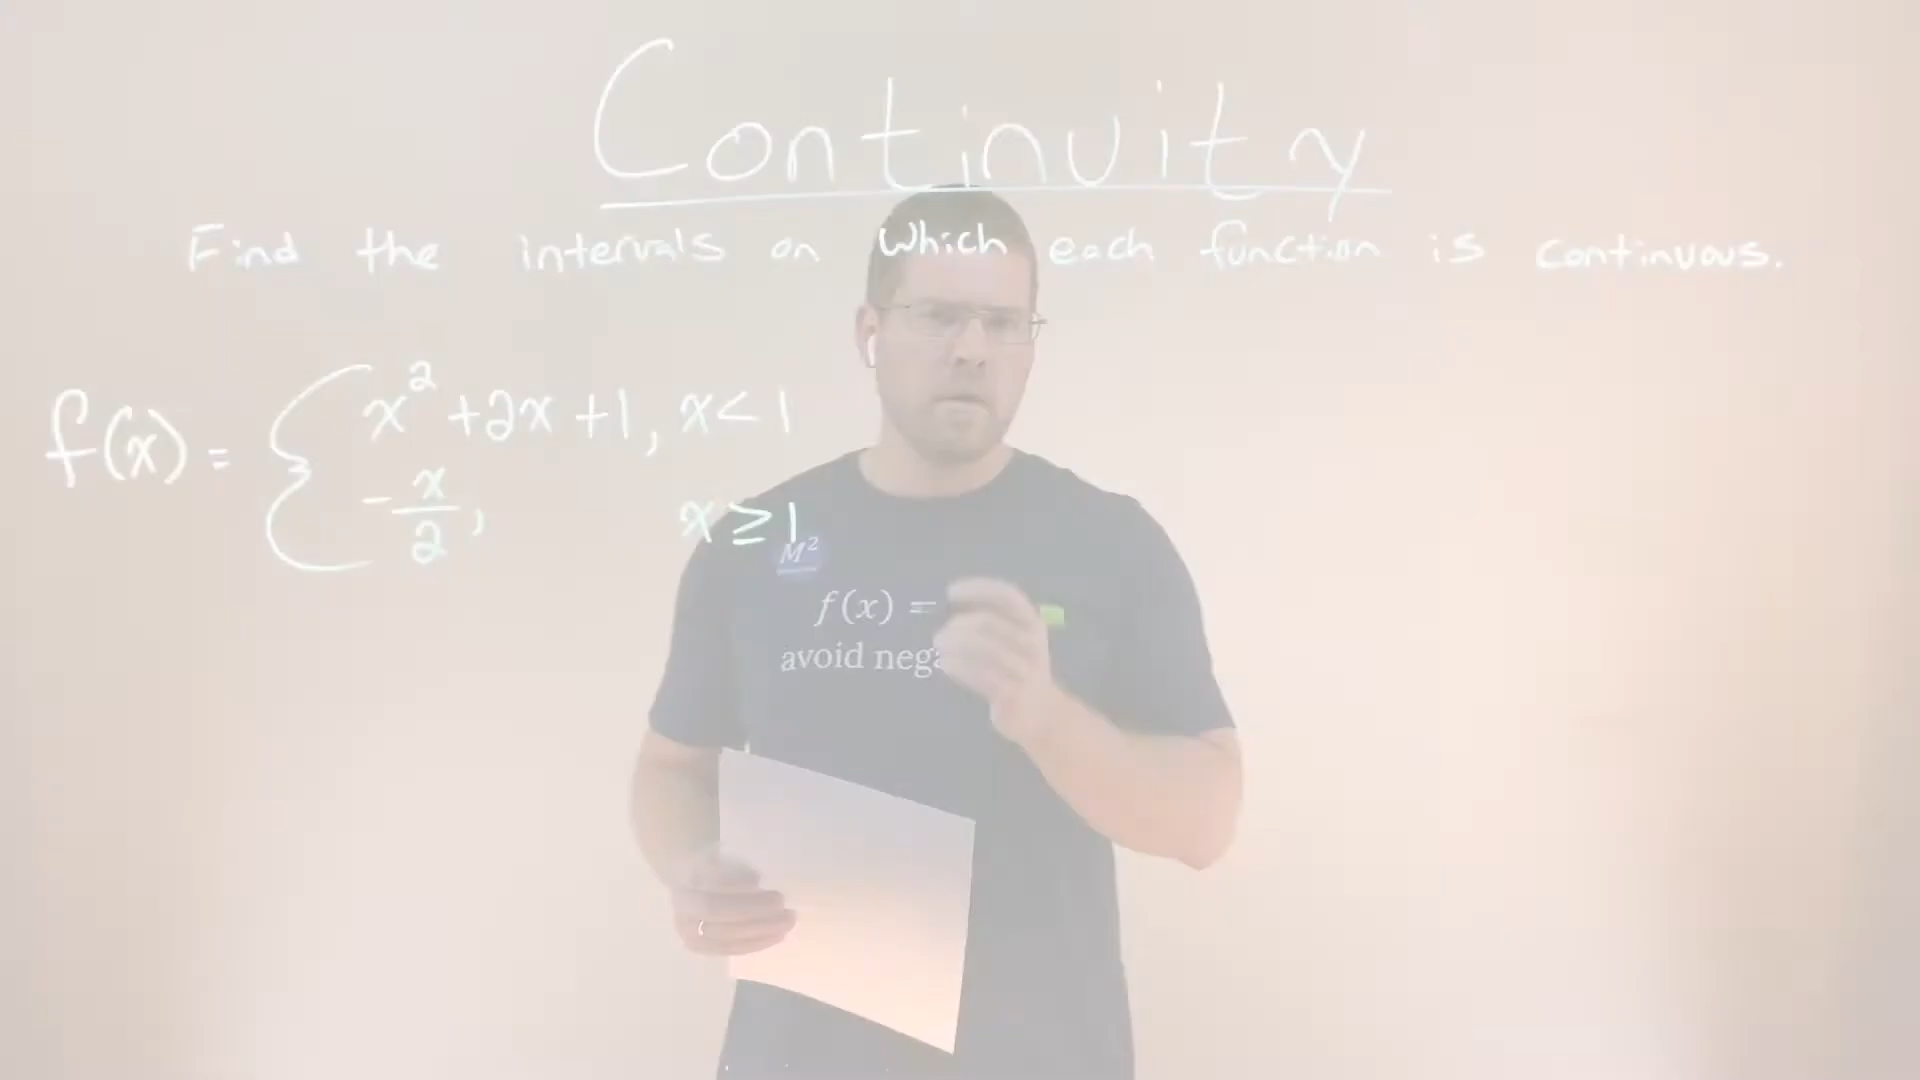 Continuity
Find the intervals on which each function is continuous.
f(x) = { x² + 2x + 1, x < 1
-x/2, x ≥ 1
M²
f(x) =
avoid nega